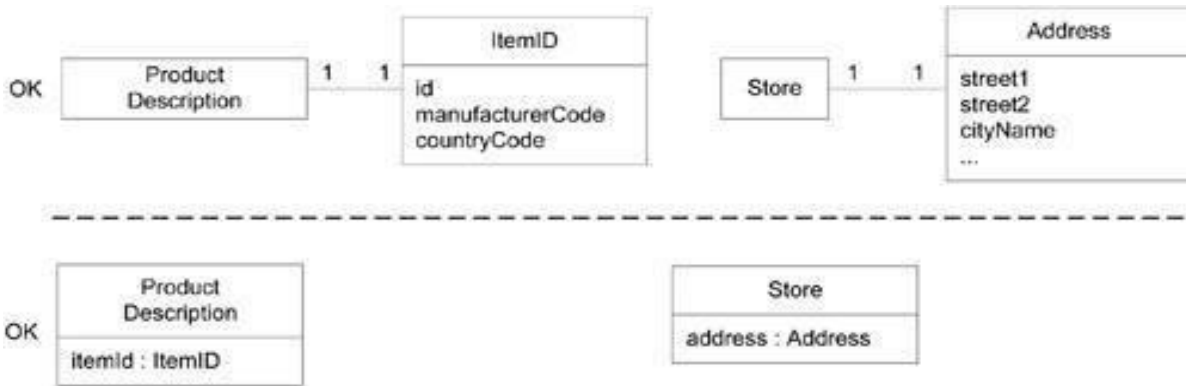 OK
Product
Description
1 1
ItemID
id
manufacturerCode
countryCode
Store
1 1
Address
street1
street2
cityName
...
OK
Product
Description
itemId : ItemID
Store
address : Address